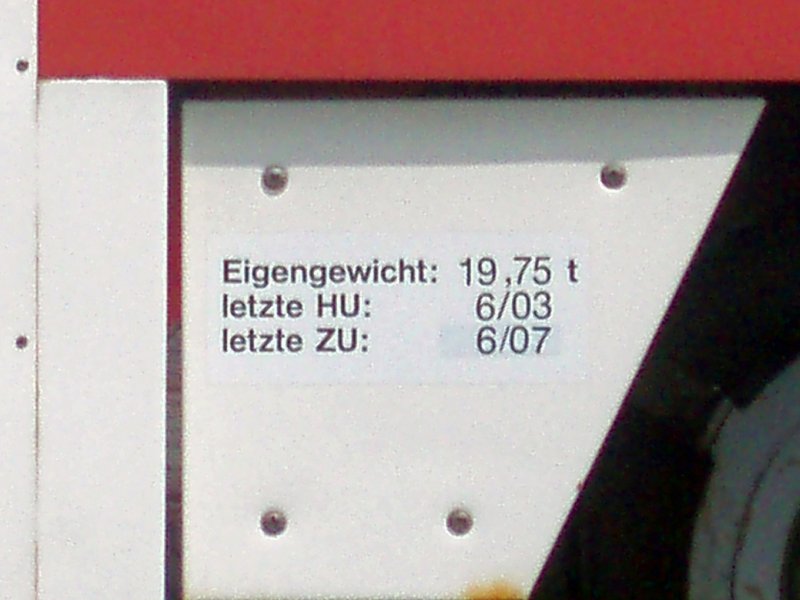 Eigengewicht: 19,75 t
letzte HU: 6/03
letzte ZU: 6/07